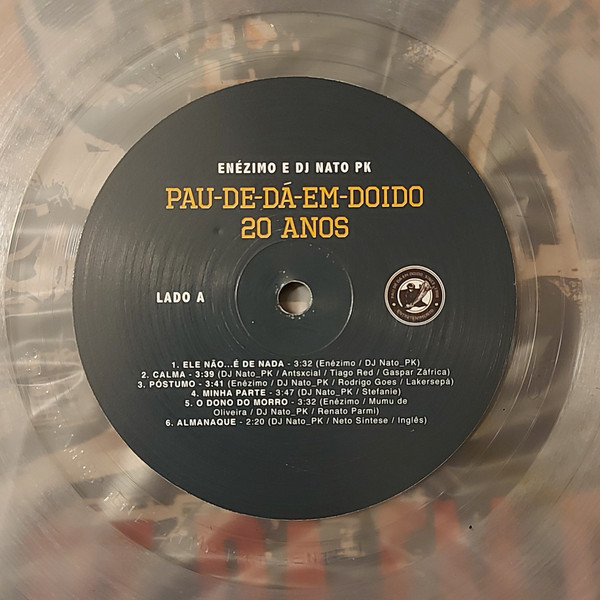 ENÉZIMO E DJ NATO PK
PAU-DE-DÁ-EM-DOIDO
20 ANOS
LADO A
ENTRETENIMENTO
1. ELE NÃO...É DE NADA - 3:32 (Enézimo / DJ Nato_PK)
2. CALMA - 3:39 (DJ Nato_PK / Antsxcial / Tiago Red / Gaspar Záfrica)
3. PÓSTUMO - 3:41 (Enézimo / DJ Nato_PK / Rodrigo Goes / Lakersepà)
4. MINHA PARTE - 3:47 (DJ Nato_PK / Stefanie)
5. O DONO DO MORRO - 3:32 (Enézimo / Mumu de
Oliveira / DJ Nato_PK / Renato Parmi)
6. ALMANAQUE - 2:20 (DJ Nato_PK / Neto Síntese / Inglês)